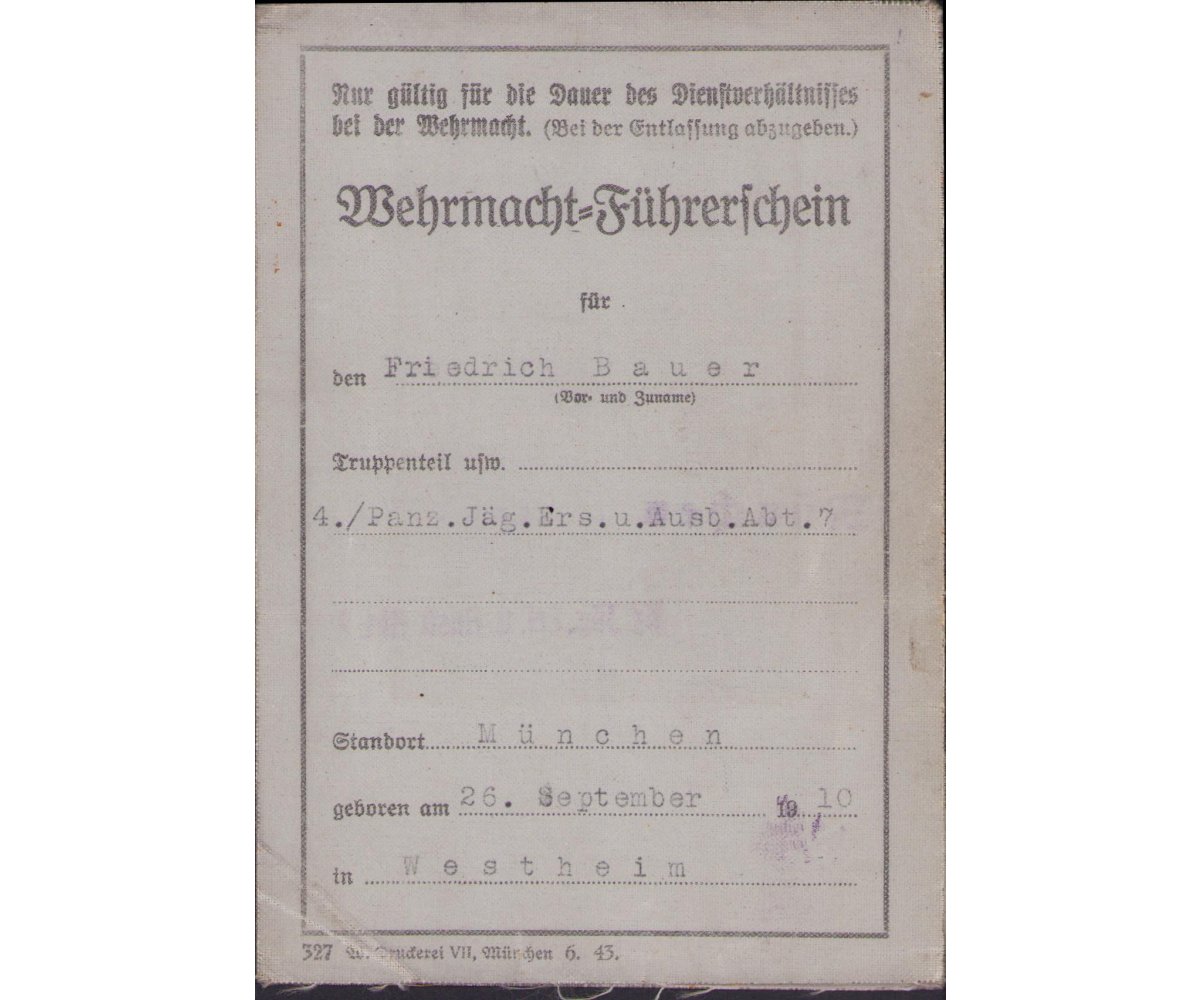 Nur gültig für die Dauer des Dienstverhältnisses
bei der Wehrmacht. (Bei der Entlassung abzugeben.)
Wehrmacht=Führerschein
für
den Friedrich Bauer
(Vor- und Zuname)
Truppenteil usw.
4./Panz.Jäg.Ers.u.Ausb.Abt.7
Standort München
geboren am 26. September 19 10
in Westheim
327 W. Druckerei VII, München 6. 43.